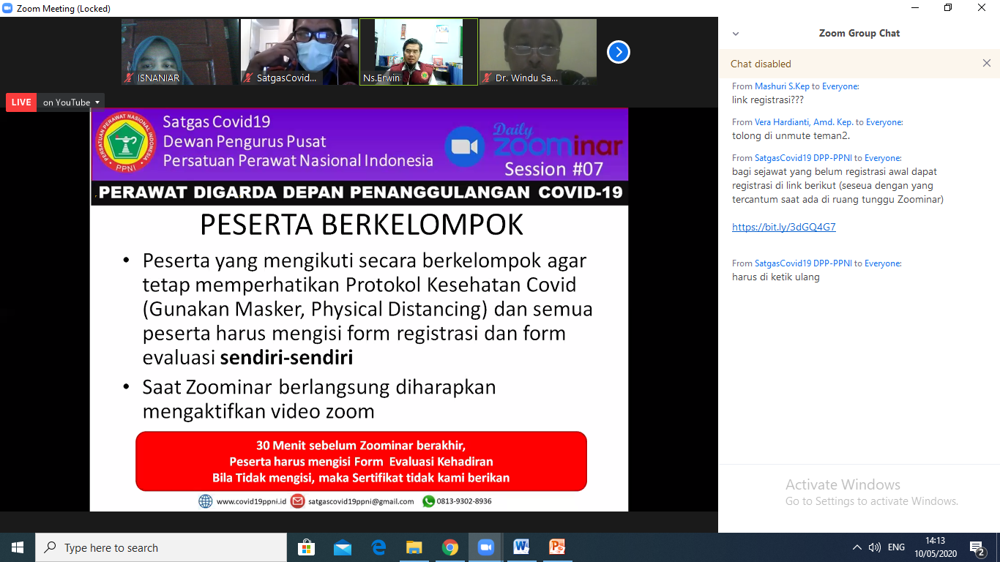 Zoom Meeting (Locked)
ISNANIAR
SatgasCovid...
Ns.Erwin
Dr. Windu Sa...
LIVE
on YouTube
PERSATUAN PERAWAT NASIONAL INDONESIA
PPNI
Satgas Covid19
Dewan Pengurus Pusat
Persatuan Perawat Nasional Indonesia
Daily
zoominar
Session #07
PERAWAT DIGARDA DEPAN PENANGGULANGAN COVID-19
PESERTA BERKELOMPOK
• Peserta yang mengikuti secara berkelompok agar
tetap memperhatikan Protokol Kesehatan Covid
(Gunakan Masker, Physical Distancing) dan semua
peserta harus mengisi form registrasi dan form
evaluasi sendiri-sendiri
• Saat Zoominar berlangsung diharapkan
mengaktifkan video zoom
30 Menit sebelum Zoominar berakhir,
Peserta harus mengisi Form Evaluasi Kehadiran
Bila Tidak mengisi, maka Sertifikat tidak kami berikan
www.covid19ppni.id satgascovid19ppni@gmail.com 0813-9302-8936
Zoom Group Chat
Chat disabled
From Mashuri S.Kep to Everyone:
link registrasi???
From Vera Hardianti, Amd. Kep. to Everyone:
tolong di unmute teman2.
From SatgasCovid19 DPP-PPNI to Everyone:
bagi sejawat yang belum registrasi awal dapat
registrasi di link berikut (seseua dengan yang
tercantum saat ada di ruang tunggu Zoominar)
https://bit.ly/3dGQ4G7
From SatgasCovid19 DPP-PPNI to Everyone:
harus di ketik ulang
Activate Windows
Go to Settings to activate Windows.
Type here to search
ENG
14:13
10/05/2020
2